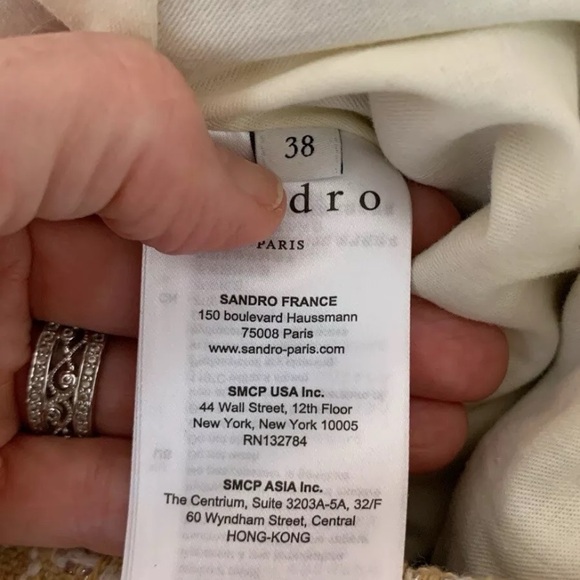 38
dro
PARIS
SANDRO FRANCE
150 boulevard Haussmann
75008 Paris
www.sandro-paris.com
SMCP USA Inc.
44 Wall Street, 12th Floor
New York, New York 10005
RN132784
SMCP ASIA Inc.
The Centrium, Suite 3203A-5A, 32/F
60 Wyndham Street, Central
HONG-KONG